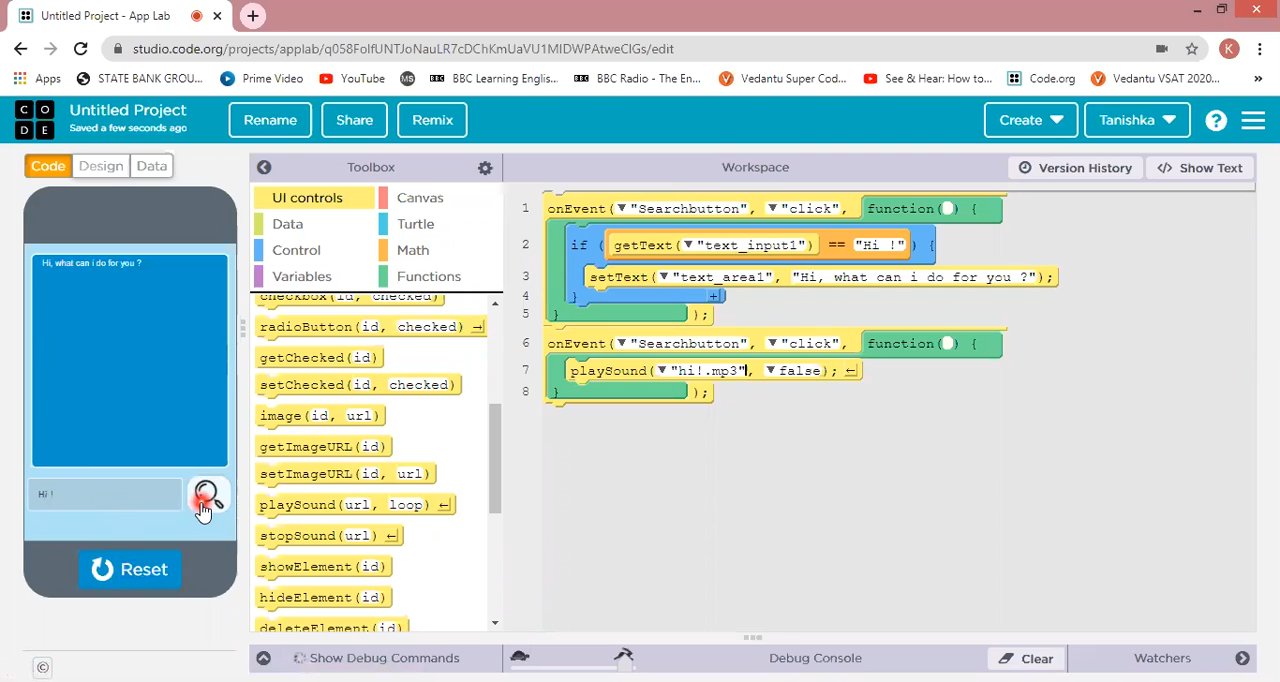 Untitled Project - App Lab
studio.code.org/projects/applab/q058FoIfUNTJoNauLR7cDChKmUaVU1MIDWPAtweCIGs/edit
K
Apps STATE BANK GROU... Prime Video YouTube MS BBC Learning Englis... BBC Radio - The En... Vedantu Super Cod... See & Hear: How to... Code.org Vedantu VSAT 2020... »
CO
DE
Untitled Project
Saved a few seconds ago
Rename Share Remix Create Tanishka ?
Code Design Data
Toolbox Workspace Version History </> Show Text
UI controls Canvas
Data Turtle
Control Math
Variables Functions
checkbox(id, checked)
radioButton(id, checked)
getChecked(id)
setChecked(id, checked)
image(id, url)
getImageURL(id)
setImageURL(id, url)
playSound(url, loop)
stopSound(url)
showElement(id)
hideElement(id)
deleteElement(id)
1 onEvent("Searchbutton", "click", function() {
2 if (getText("text_input1") == "Hi !") {
3 setText("text_area1", "Hi, what can i do for you ?");
4 } +
5 } );
6 onEvent("Searchbutton", "click", function() {
7 playSound("hi!.mp3", false);
8 } );
Hi, what can i do for you ?
Hi !
Reset
©
Show Debug Commands Debug Console Clear Watchers